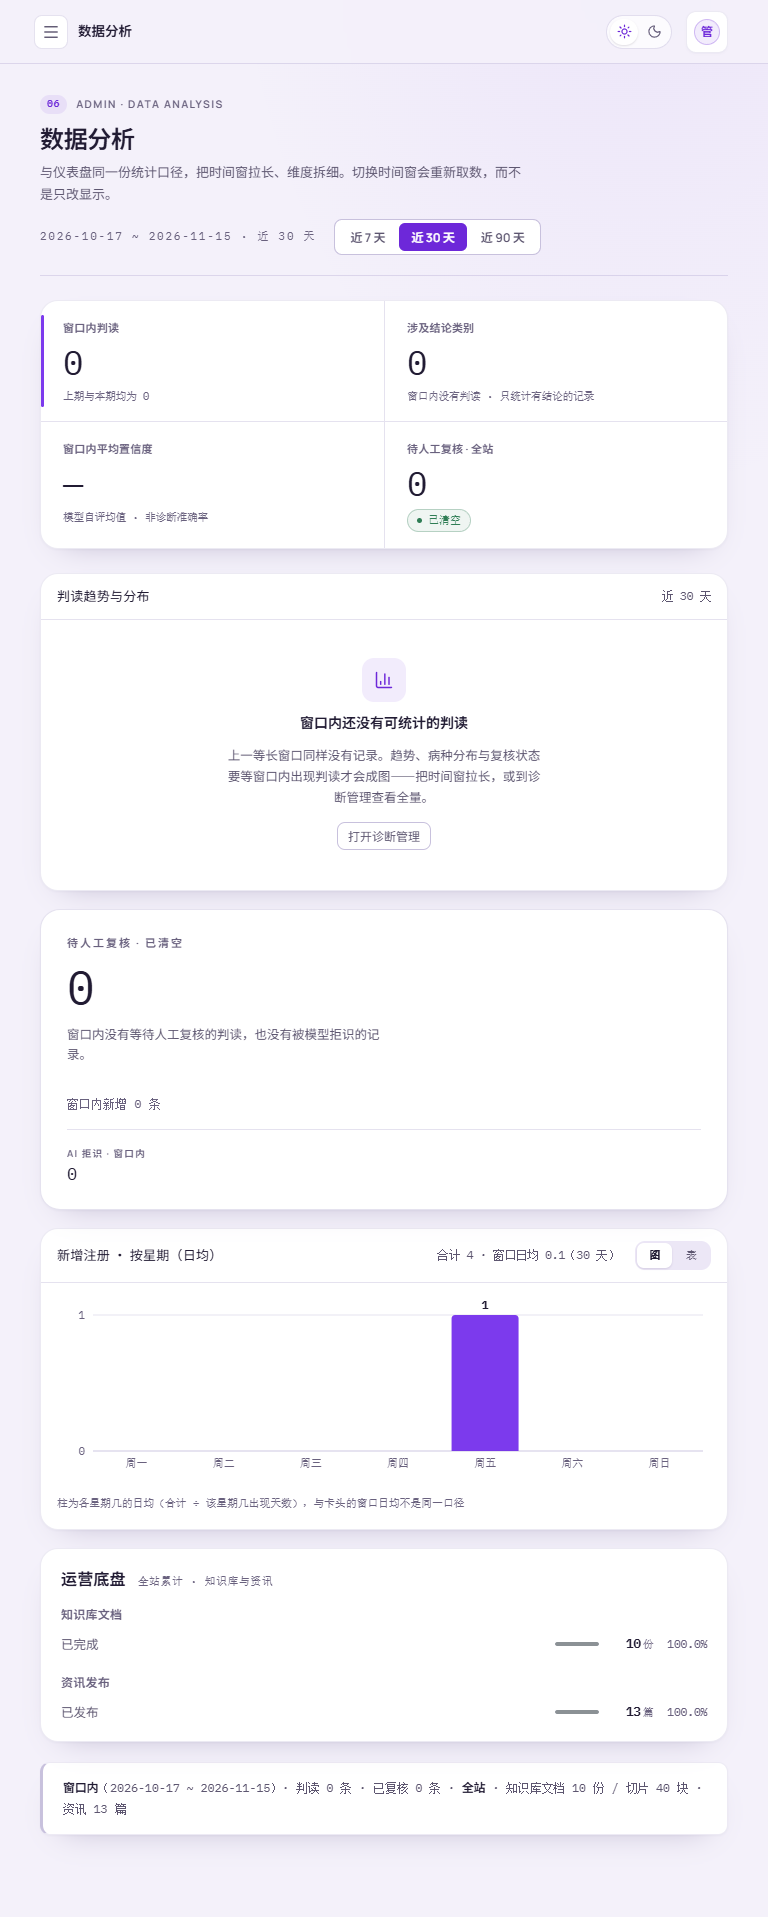 数据分析
管
06 ADMIN · DATA ANALYSIS
数据分析
与仪表盘同一份统计口径，把时间窗拉长、维度拆细。切换时间窗会重新取数，而不
是只改显示。
2026-10-17 ~ 2026-11-15 · 近 30 天
近7天 近30天 近90天
窗口内判读
0
上期与本期均为 0
涉及结论类别
0
窗口内没有判读 · 只统计有结论的记录
窗口内平均置信度
—
模型自评均值 · 非诊断准确率
待人工复核 · 全站
0
已清空
判读趋势与分布
近 30 天
窗口内还没有可统计的判读
上一等长窗口同样没有记录。趋势、病种分布与复核状态
要等窗口内出现判读才会成图——把时间窗拉长，或到诊
断管理查看全量。
打开诊断管理
待人工复核 · 已清空
0
窗口内没有等待人工复核的判读，也没有被模型拒识的记
录。
窗口内新增 0 条
AI 拒识 · 窗口内
0
新增注册 · 按星期（日均）
合计 4 · 窗口日均 0.1（30 天）
图 表
1
1
0
周一 周二 周三 周四 周五 周六 周日
柱为各星期几的日均（合计 ÷ 该星期几出现天数），与卡头的窗口日均不是同一口径
运营底盘 全站累计 · 知识库与资讯
知识库文档
已完成 10份 100.0%
资讯发布
已发布 13篇 100.0%
窗口内（2026-10-17 ~ 2026-11-15）· 判读 0 条 · 已复核 0 条 · 全站 · 知识库文档 10 份 / 切片 40 块 ·
资讯 13 篇